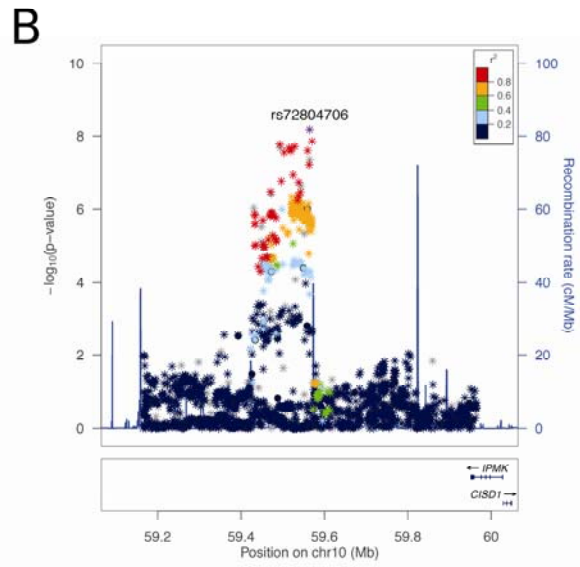 B
rs72804706
r²
0.8
0.6
0.4
0.2
10
8
6
4
2
0
−log10(p−value)
100
80
60
40
20
0
Recombination rate (cM/Mb)
IPMK
CISD1
59.2 59.4 59.6 59.8 60
Position on chr10 (Mb)